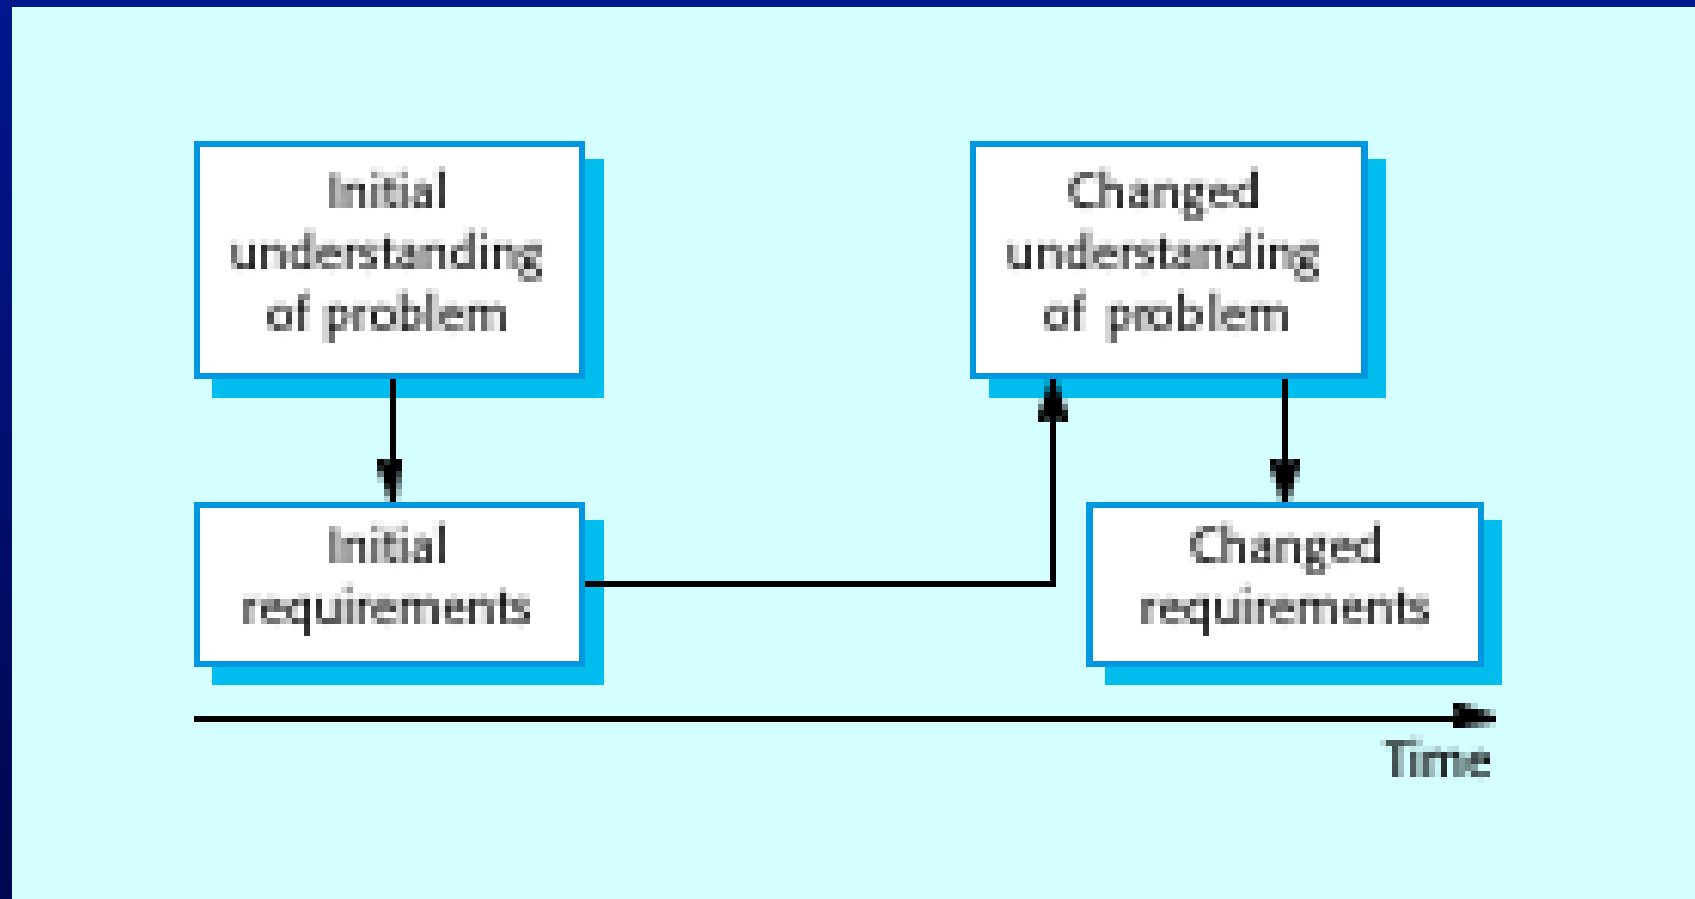 Initial
understanding
of problem
Changed
understanding
of problem
Initial
requirements
Changed
requirements
Time